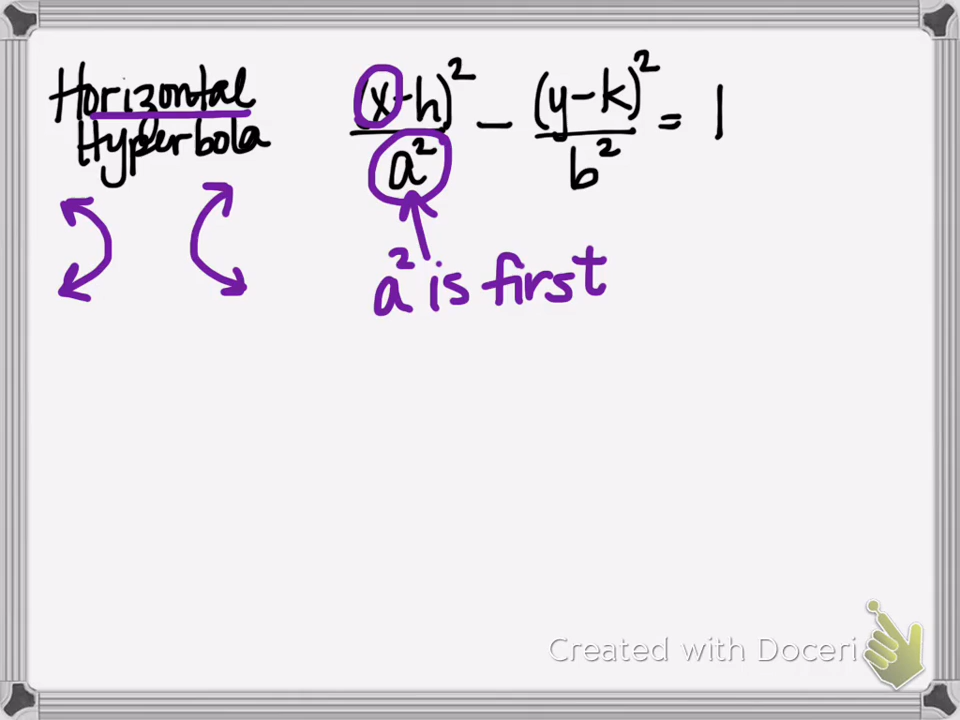 Horizontal
Hyperbola
(x-h)² / a² - (y-k)² / b² = 1
a² is first
Created with Doceri